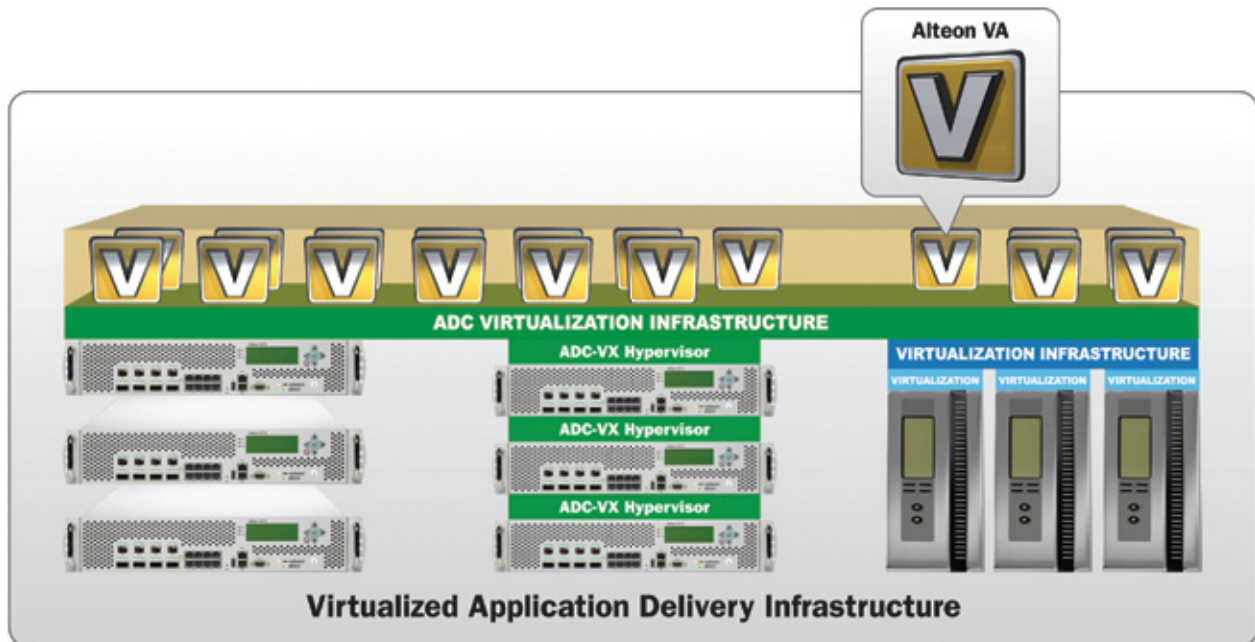 Alteon VA
V
V
V
V
V
V
V
V
V
V
V
ADC VIRTUALIZATION INFRASTRUCTURE
ADC-VX Hypervisor
VIRTUALIZATION INFRASTRUCTURE
VIRTUALIZATION
VIRTUALIZATION
VIRTUALIZATION
ADC-VX Hypervisor
ADC-VX Hypervisor
Virtualized Application Delivery Infrastructure